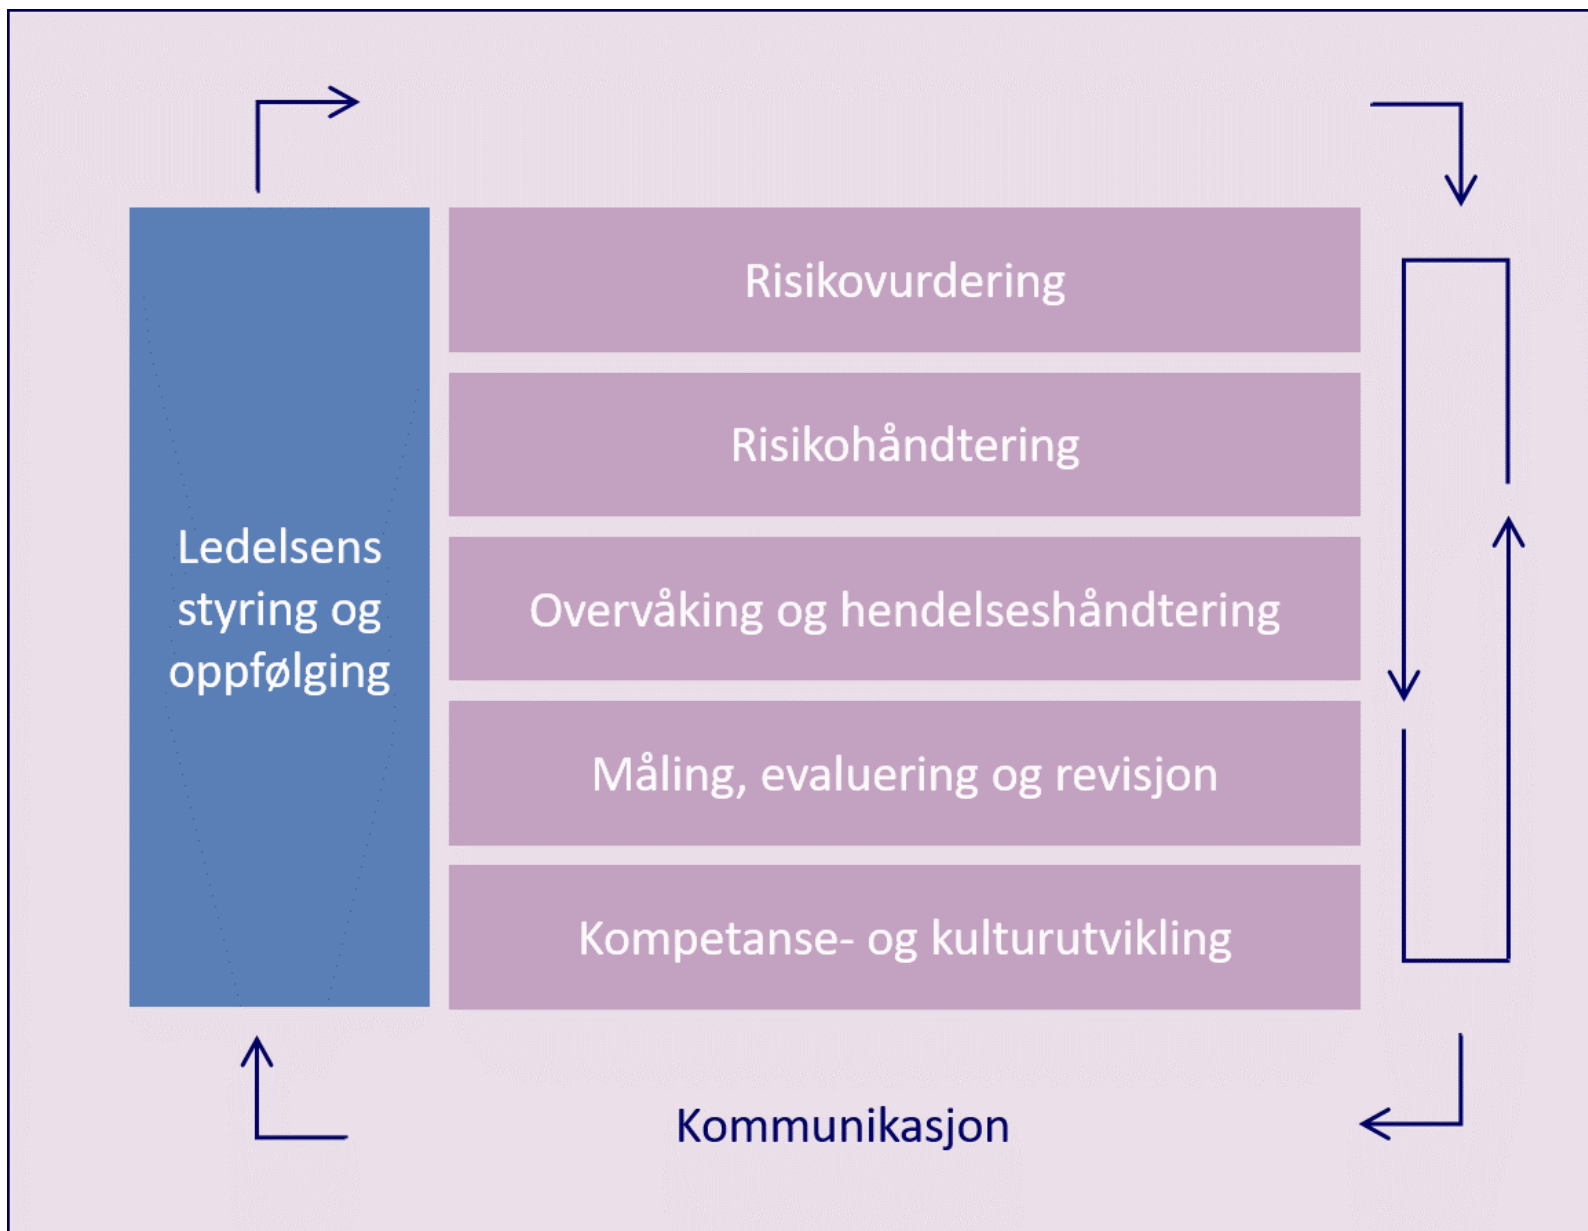 Ledelsens
styring og
oppfølging
Risikovurdering
Risikohåndtering
Overvåking og hendelseshåndtering
Måling, evaluering og revisjon
Kompetanse- og kulturutvikling
Kommunikasjon